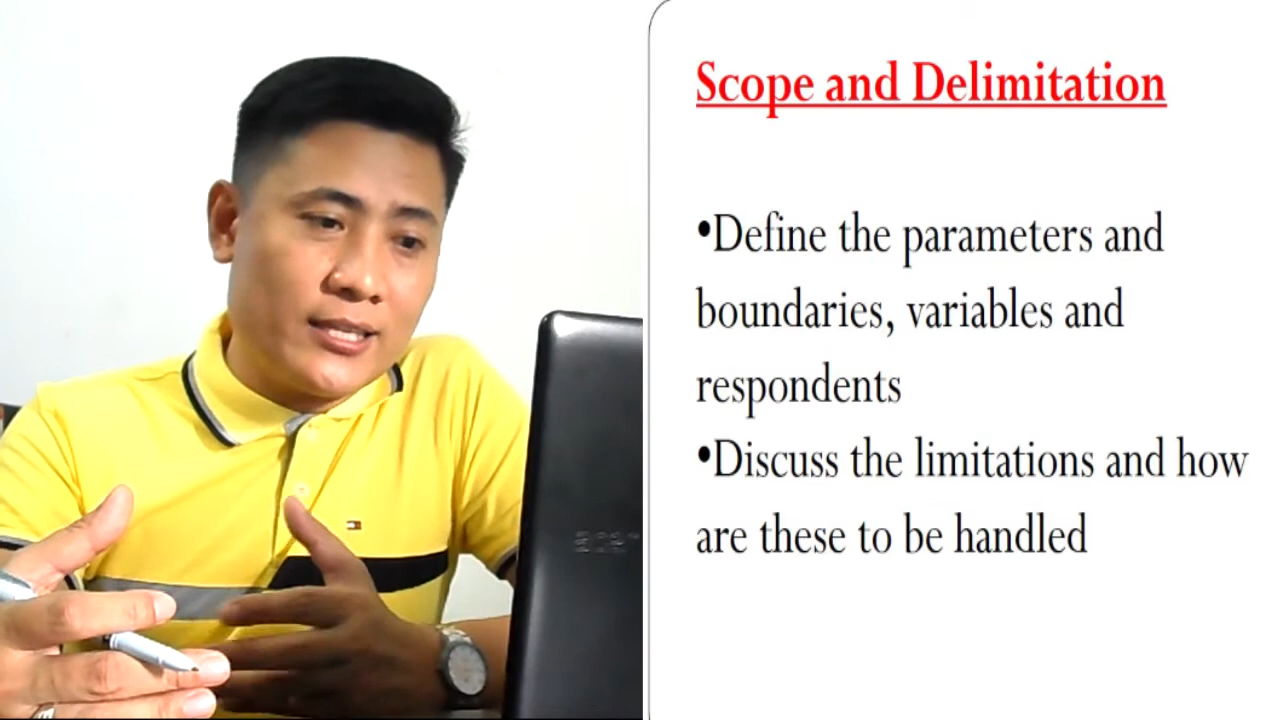 Scope and Delimitation
•Define the parameters and
boundaries, variables and
respondents
•Discuss the limitations and how
are these to be handled